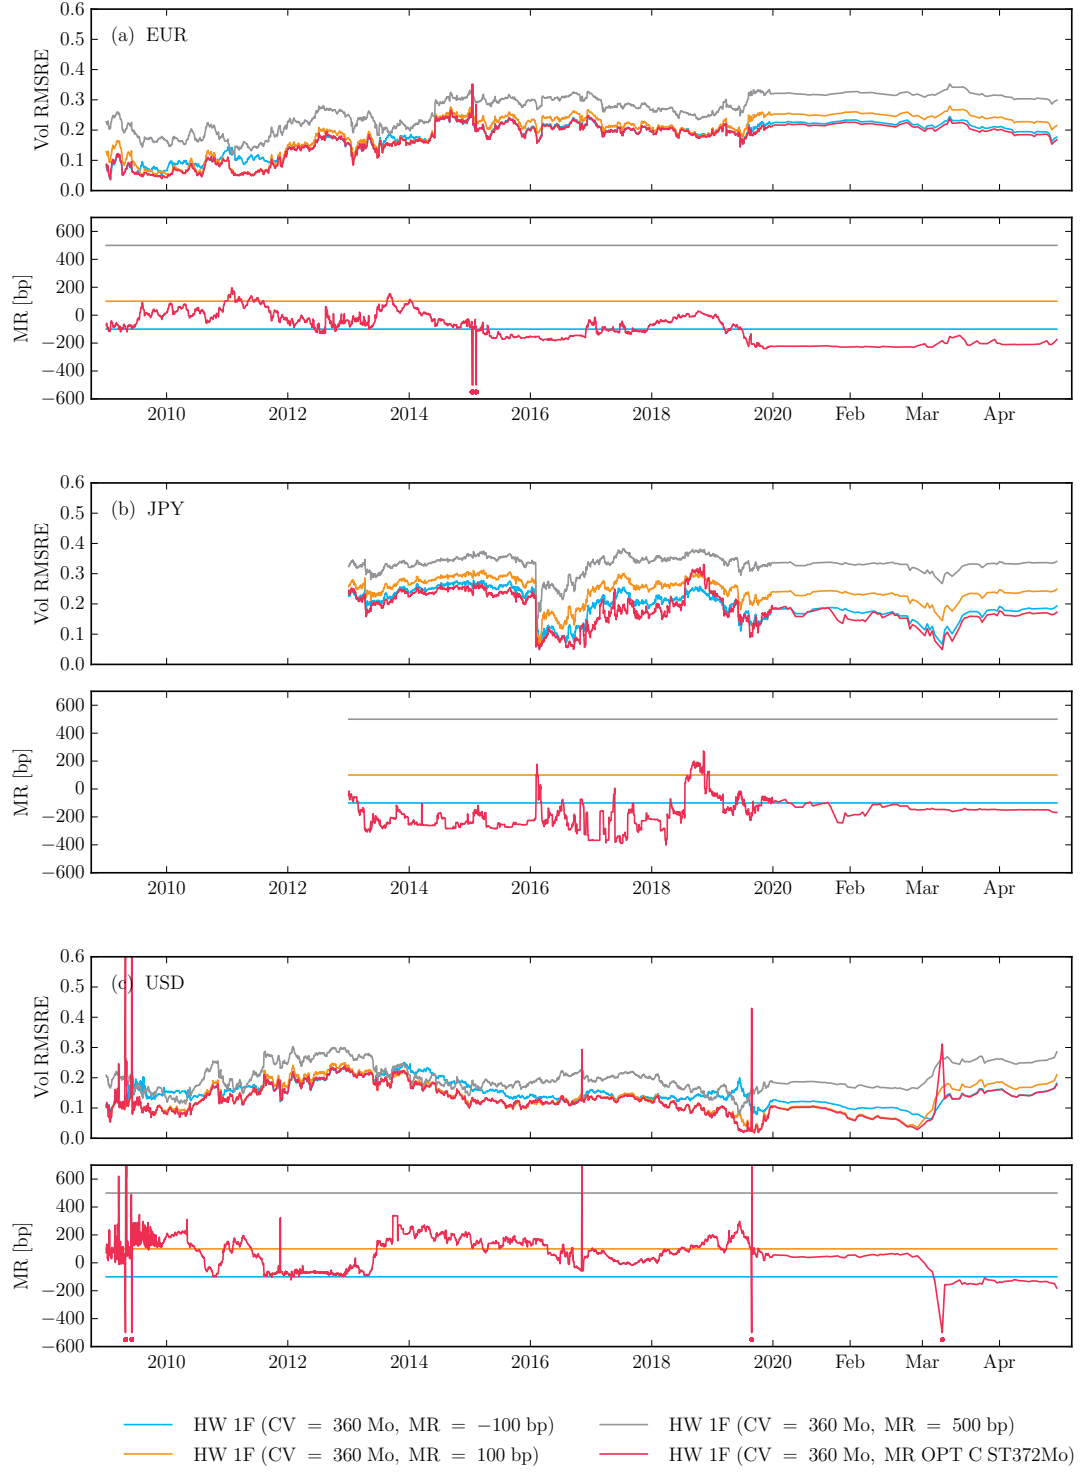 0.6
(a) EUR
0.5
0.4
0.3
0.2
0.1
0.0
Vol RMSRE
600
400
200
0
−200
−400
−600
MR [bp]
2010 2012 2014 2016 2018 2020 Feb Mar Apr
0.6
(b) JPY
0.5
0.4
0.3
0.2
0.1
0.0
Vol RMSRE
600
400
200
0
−200
−400
−600
MR [bp]
2010 2012 2014 2016 2018 2020 Feb Mar Apr
0.6
(c) USD
0.5
0.4
0.3
0.2
0.1
0.0
Vol RMSRE
600
400
200
0
−200
−400
−600
MR [bp]
2010 2012 2014 2016 2018 2020 Feb Mar Apr
HW 1F (CV = 360 Mo, MR = −100 bp)
HW 1F (CV = 360 Mo, MR = 100 bp)
HW 1F (CV = 360 Mo, MR = 500 bp)
HW 1F (CV = 360 Mo, MR OPT C ST372Mo)